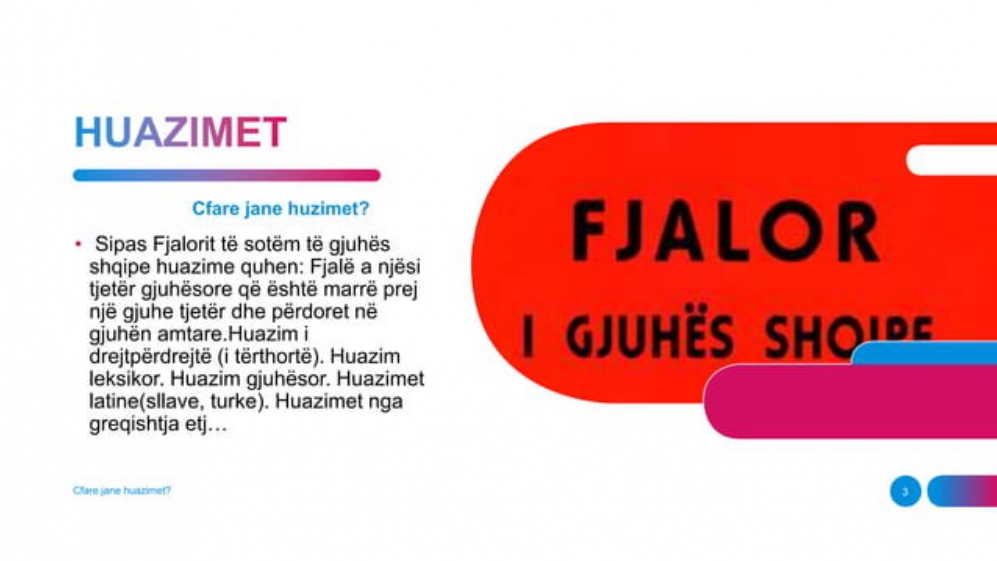 HUAZIMET
Cfare jane huzimet?
• Sipas Fjalorit të sotëm të gjuhës
shqipe huazime quhen: Fjalë a njësi
tjetër gjuhësore që është marrë prej
një gjuhe tjetër dhe përdoret në
gjuhën amtare.Huazim i
drejtpërdrejtë (i tërthortë). Huazim
leksikor. Huazim gjuhësor. Huazimet
latine(sllave, turke). Huazimet nga
greqishtja etj…
FJALOR
I GJUHËS SHQIPE
Cfare jane huazimet?
3